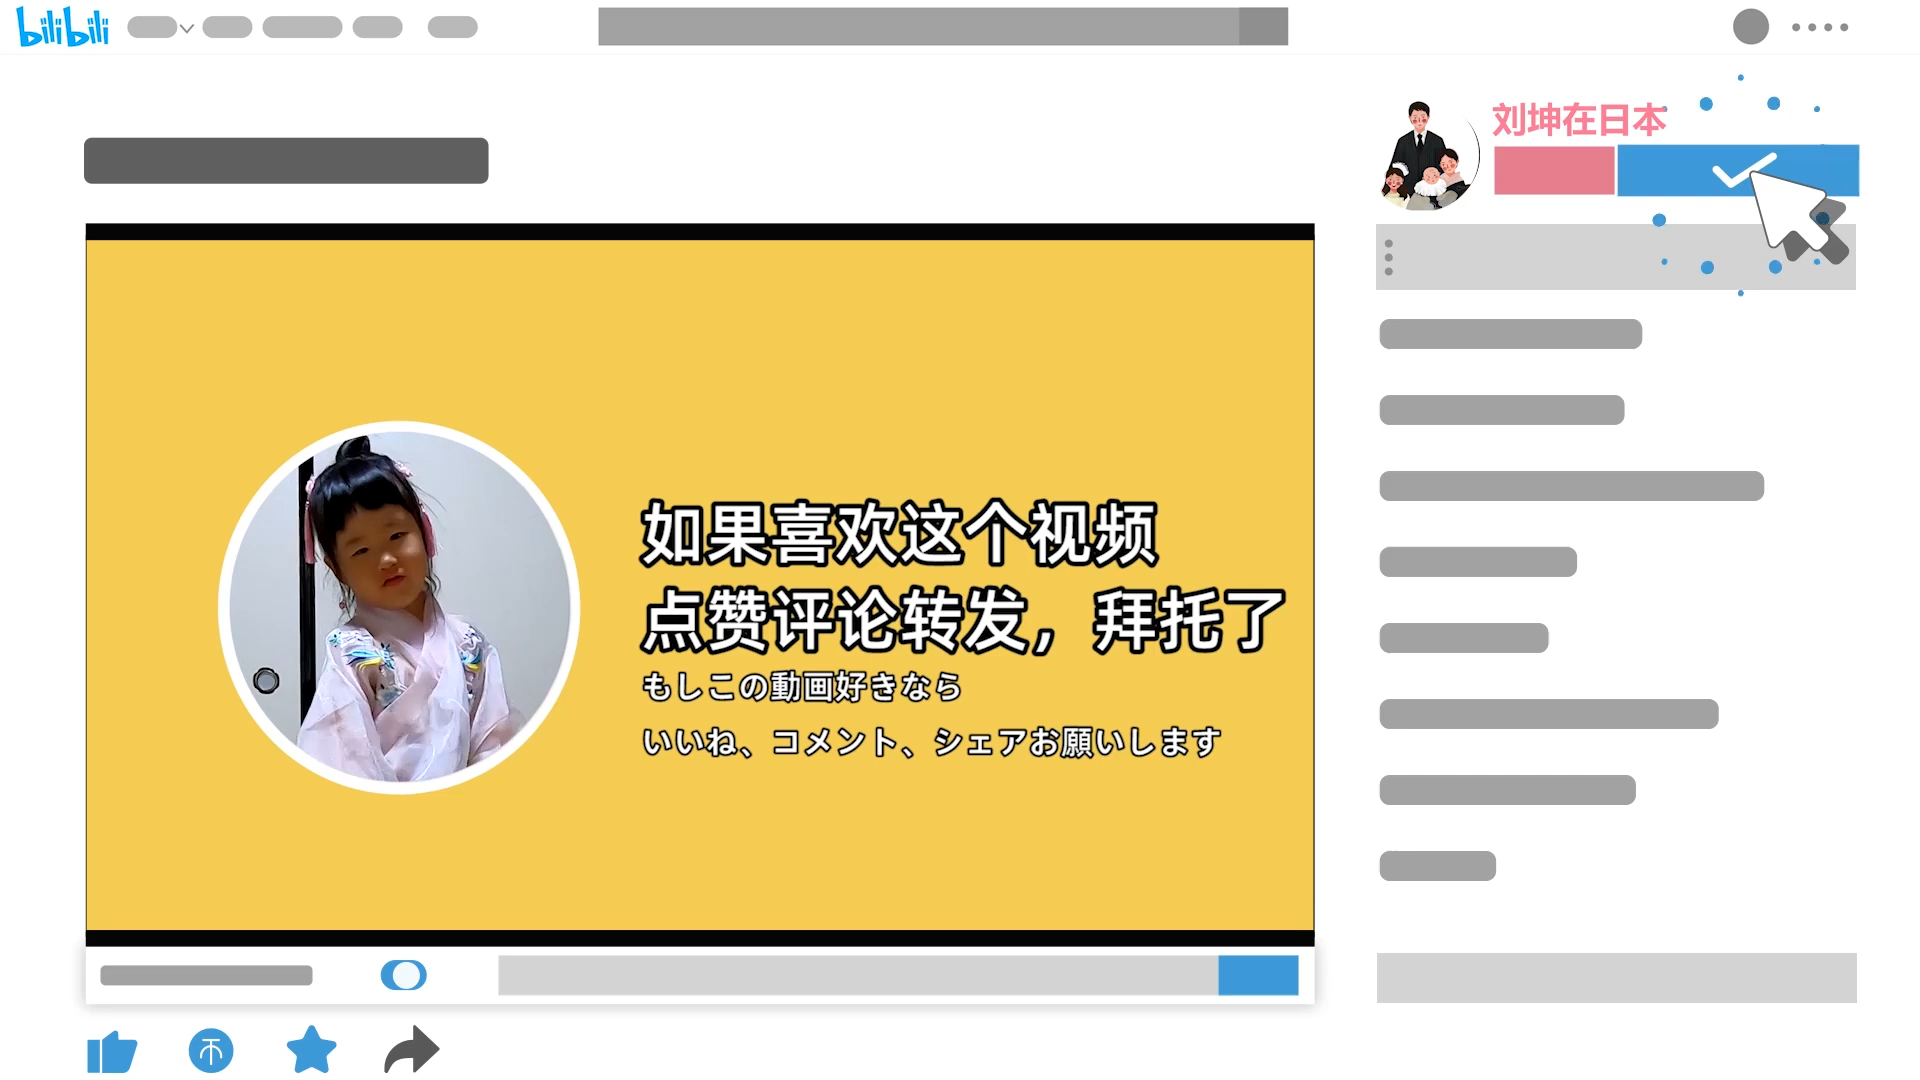 bilibili
刘坤在日本
如果喜欢这个视频
点赞评论转发，拜托了
もしこの動画好きなら
いいね、コメント、シェアお願いします